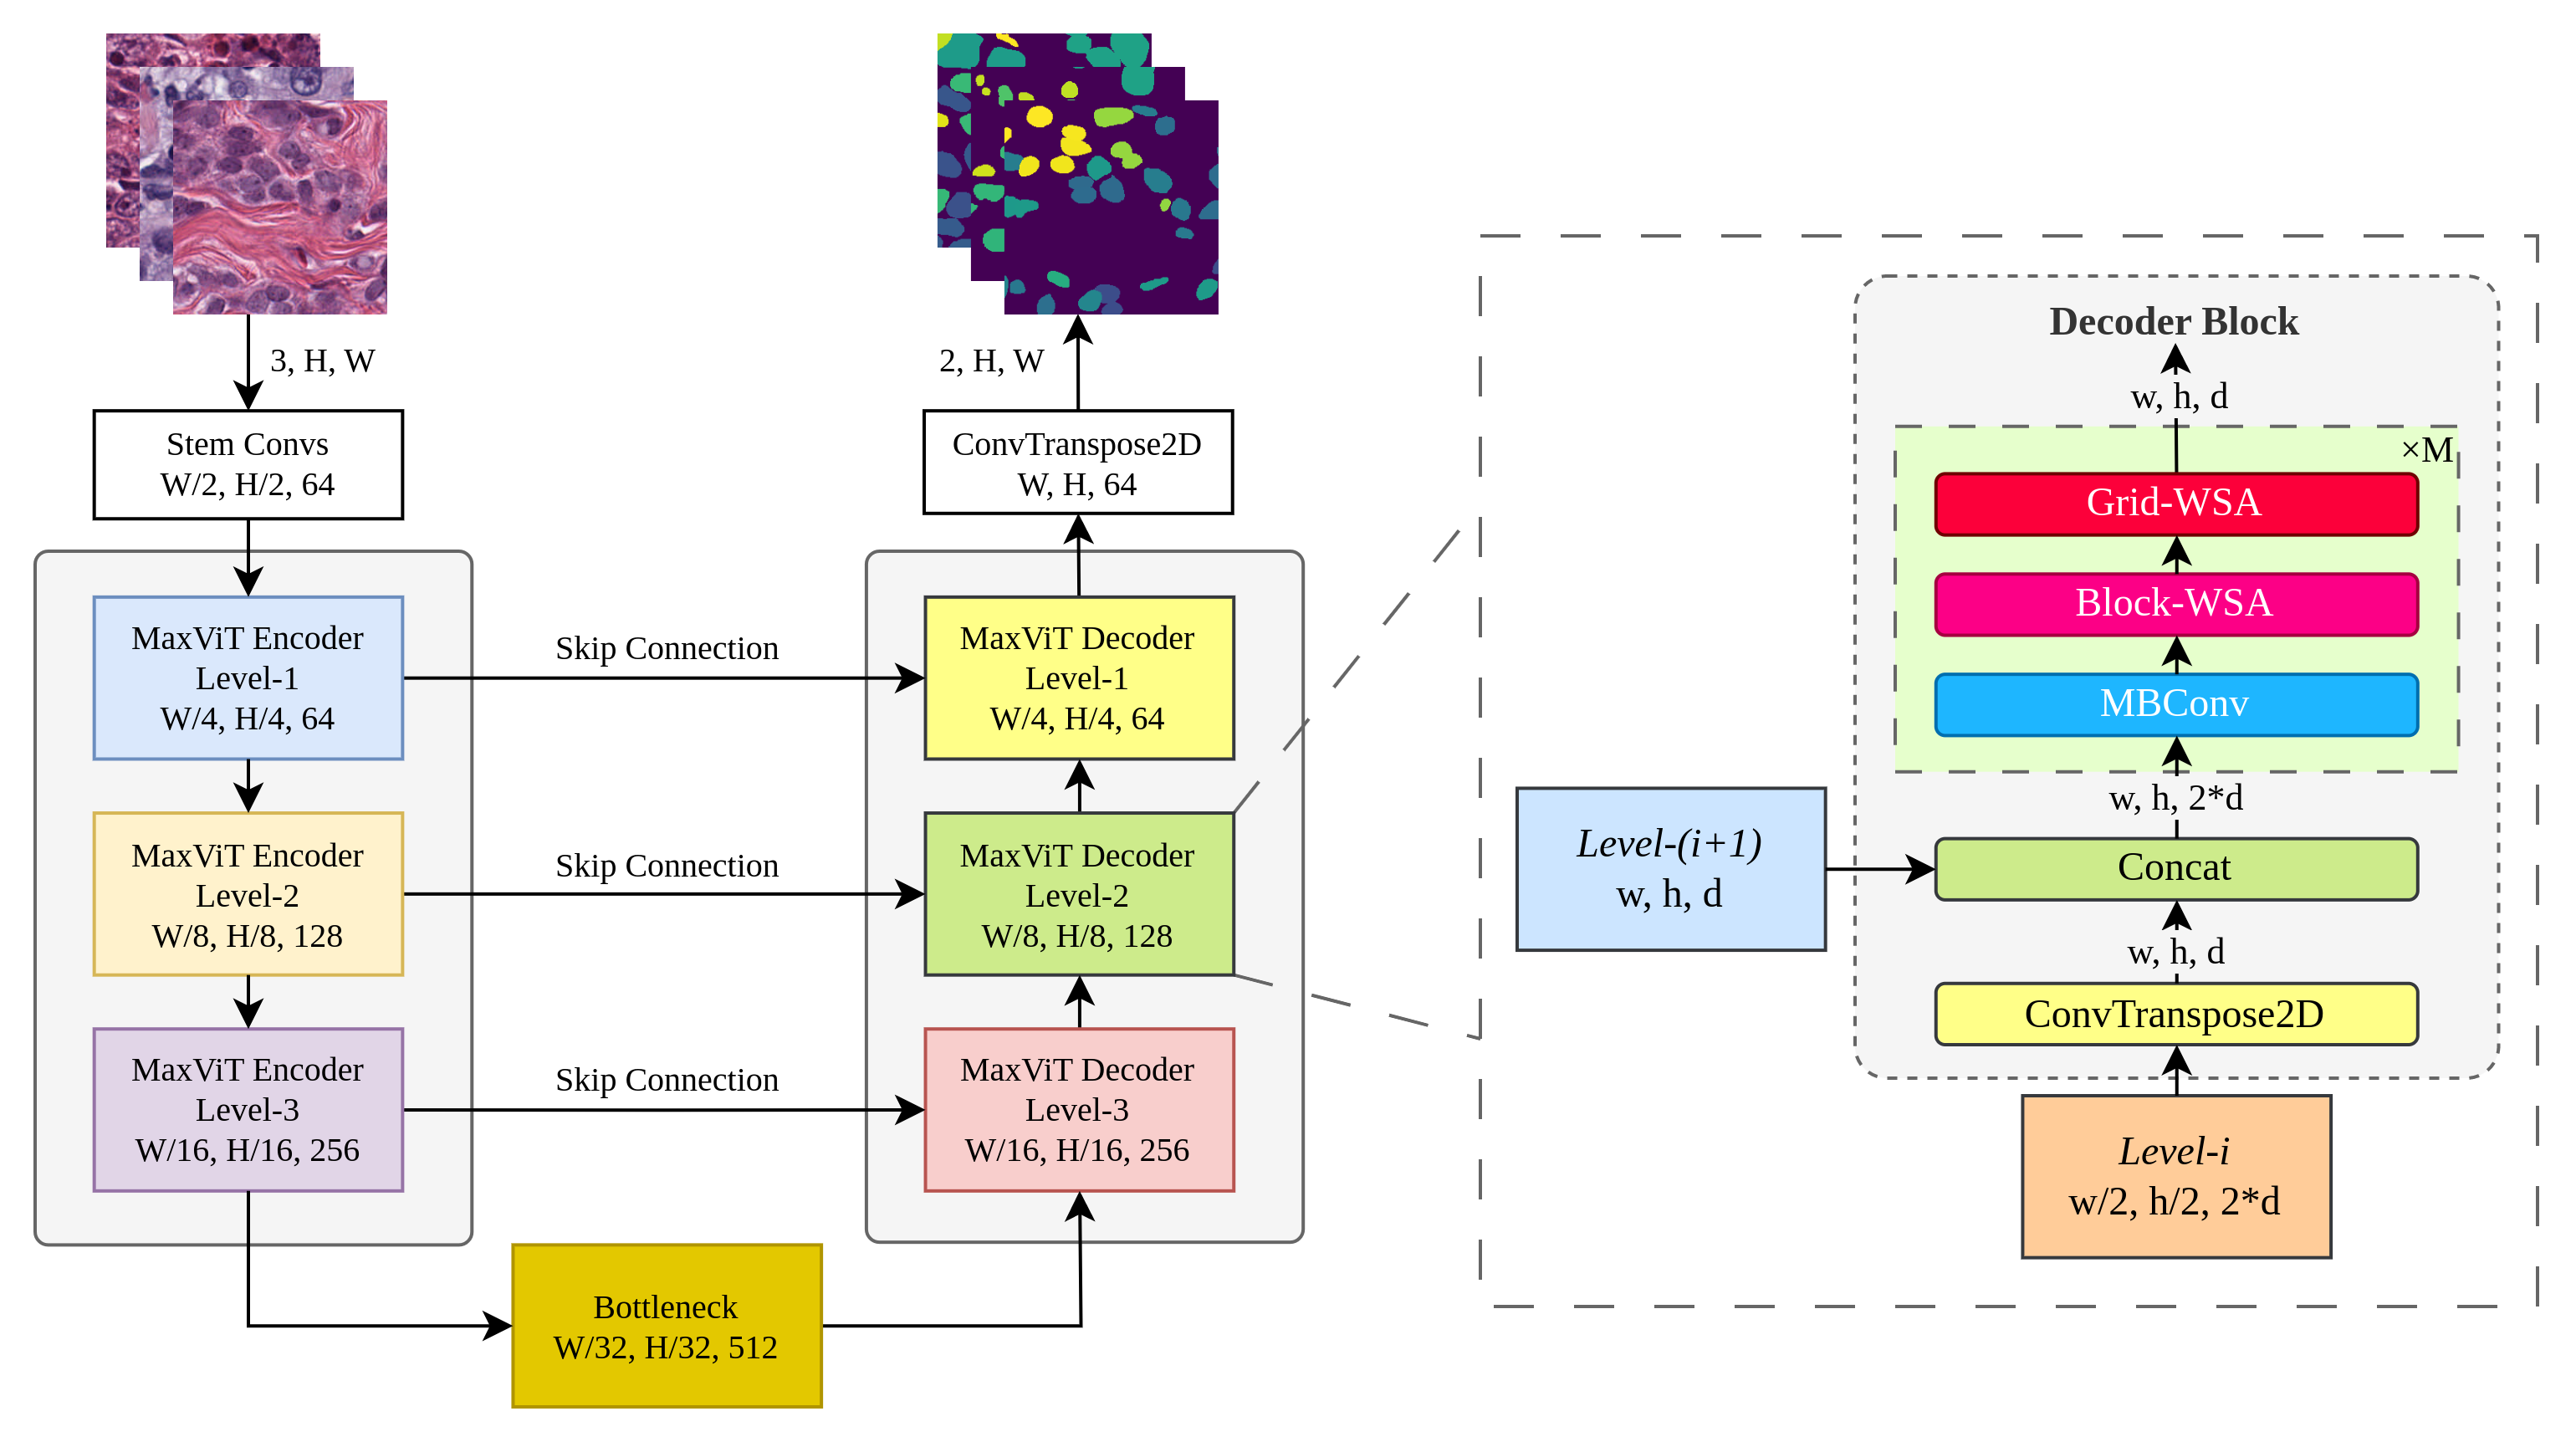 3, H, W
Stem Convs
W/2, H/2, 64
MaxViT Encoder
Level-1
W/4, H/4, 64
MaxViT Encoder
Level-2
W/8, H/8, 128
MaxViT Encoder
Level-3
W/16, H/16, 256
Skip Connection
Skip Connection
Skip Connection
Bottleneck
W/32, H/32, 512
2, H, W
ConvTranspose2D
W, H, 64
MaxViT Decoder
Level-1
W/4, H/4, 64
MaxViT Decoder
Level-2
W/8, H/8, 128
MaxViT Decoder
Level-3
W/16, H/16, 256
Decoder Block
w, h, d
×M
Grid-WSA
Block-WSA
MBConv
w, h, 2*d
Level-(i+1)
w, h, d
Concat
w, h, d
ConvTranspose2D
Level-i
w/2, h/2, 2*d